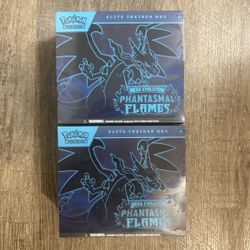 Pokémon
ELITE TRAINER BOX
MEGA EVOLUTION
PHANTASMAL
FLAMES
Pokémon
ELITE TRAINER BOX
MEGA EVOLUTION
PHANTASMAL
FLAMES